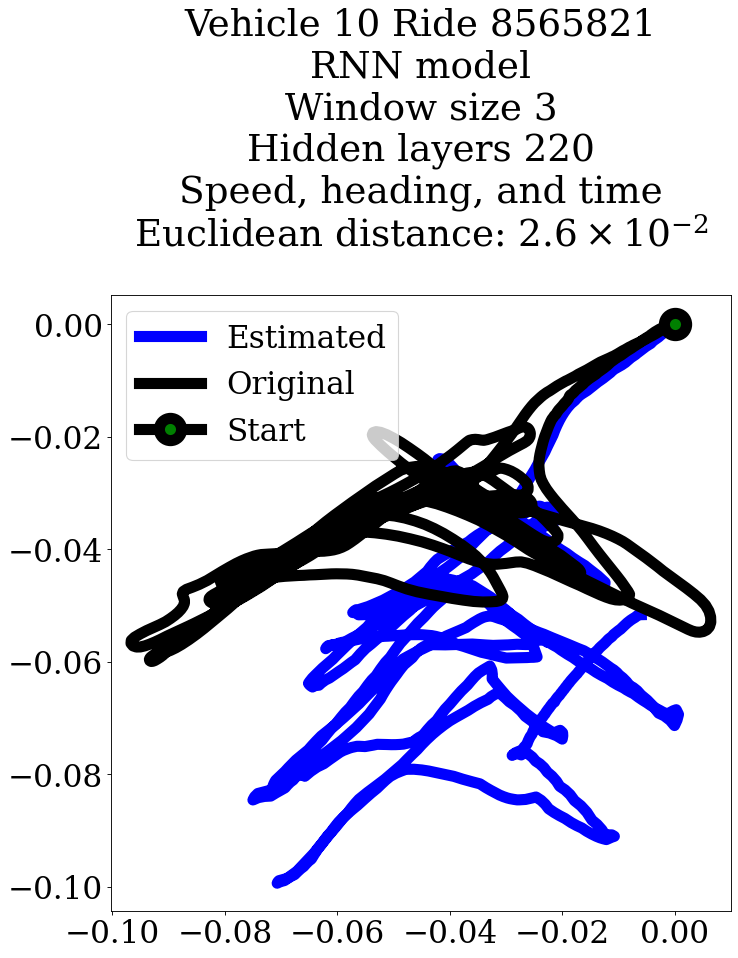 Vehicle 10 Ride 8565821
RNN model
Window size 3
Hidden layers 220
Speed, heading, and time
Euclidean distance: 2.6 × 10⁻²
Estimated
Original
Start
0.00
−0.02
−0.04
−0.06
−0.08
−0.10
−0.10 −0.08 −0.06 −0.04 −0.02 0.00